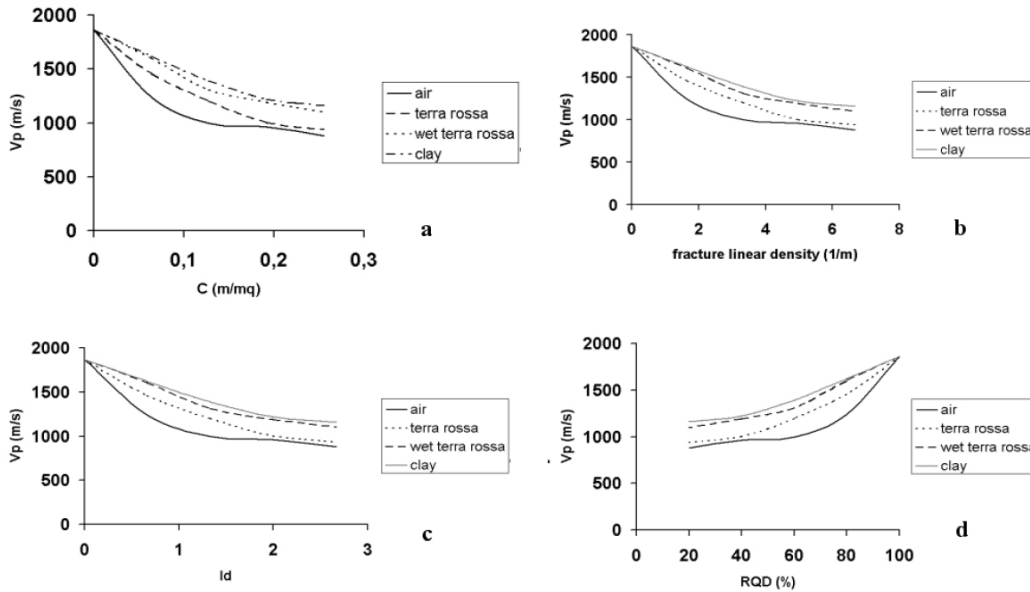 2000
1500
1000
500
0
Vp (m/s)
0 0,1 0,2 0,3
C (m/mq)
air
terra rossa
wet terra rossa
clay
a
2000
1500
1000
500
0
Vp (m/s)
0 2 4 6 8
fracture linear density (1/m)
air
terra rossa
wet terra rossa
clay
b
2000
1500
1000
500
0
Vp (m/s)
0 1 2 3
Id
air
terra rossa
wet terra rossa
clay
c
2000
1500
1000
500
0
Vp (m/s)
0 20 40 60 80 100
RQD (%)
air
terra rossa
wet terra rossa
clay
d